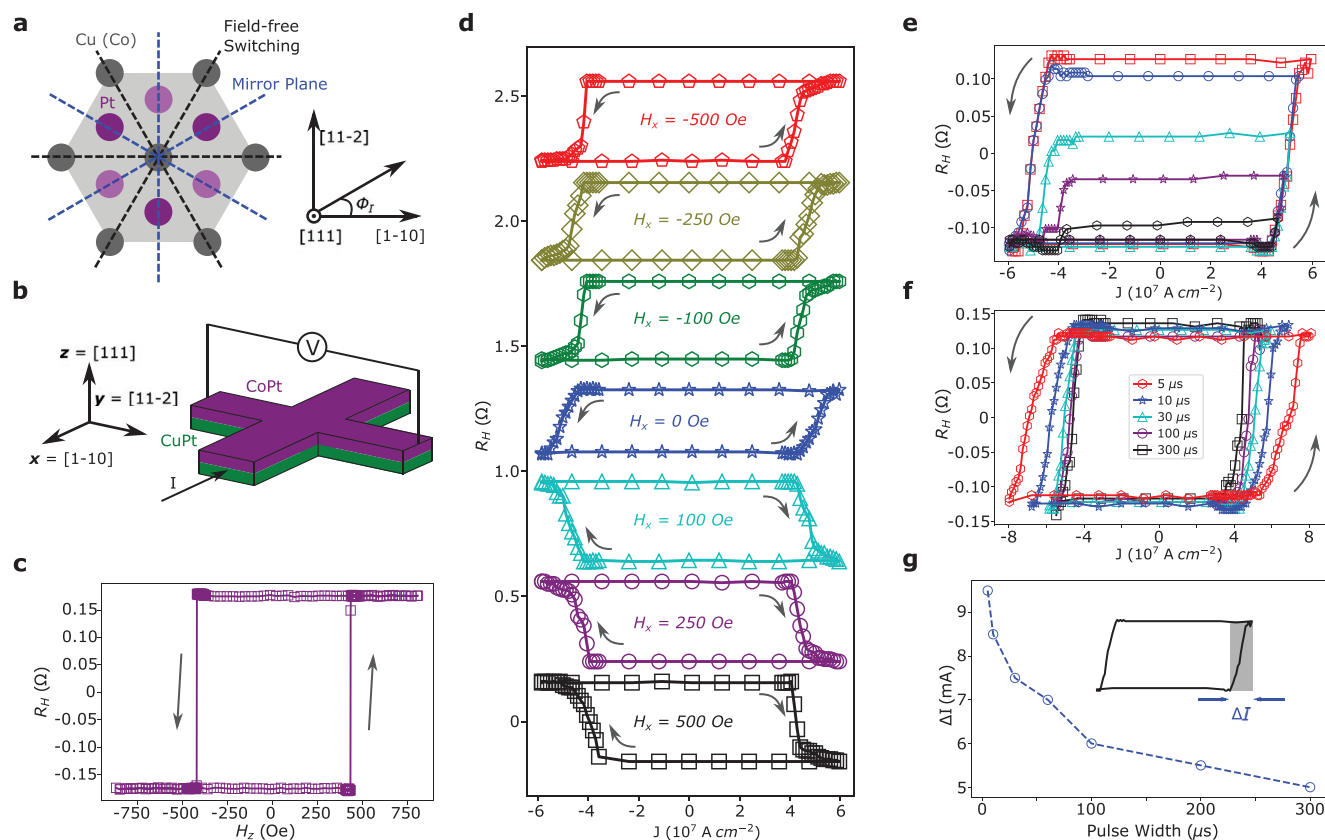 a
Cu (Co)
Field-free
Switching
Pt
Mirror Plane
[11-2]
Φ_I
[111]
[1-10]
b
z = [111]
y = [11-2]
x = [1-10]
CoPt
CuPt
V
I
c
R_H (Ω)
0.15
0.10
0.05
0
-0.05
-0.10
-0.15
-750
-500
-250
0
250
500
750
H_z (Oe)
d
R_H (Ω)
2.5
2.0
1.5
1.0
0.5
0
H_x = -500 Oe
H_x = -250 Oe
H_x = -100 Oe
H_x = 0 Oe
H_x = 100 Oe
H_x = 250 Oe
H_x = 500 Oe
-6
-4
-2
0
2
4
6
J (10⁷ A cm⁻²)
e
R_H (Ω)
0.10
0.05
0
-0.05
-0.10
-6
-4
-2
0
2
4
6
J (10⁷ A cm⁻²)
f
R_H (Ω)
0.15
0.10
0.05
0
-0.05
-0.10
-0.15
5 μs
10 μs
30 μs
100 μs
300 μs
-8
-4
0
4
8
J (10⁷ A cm⁻²)
g
ΔI (mA)
9
8
7
6
5
ΔI
0
100
200
300
Pulse Width (μs)